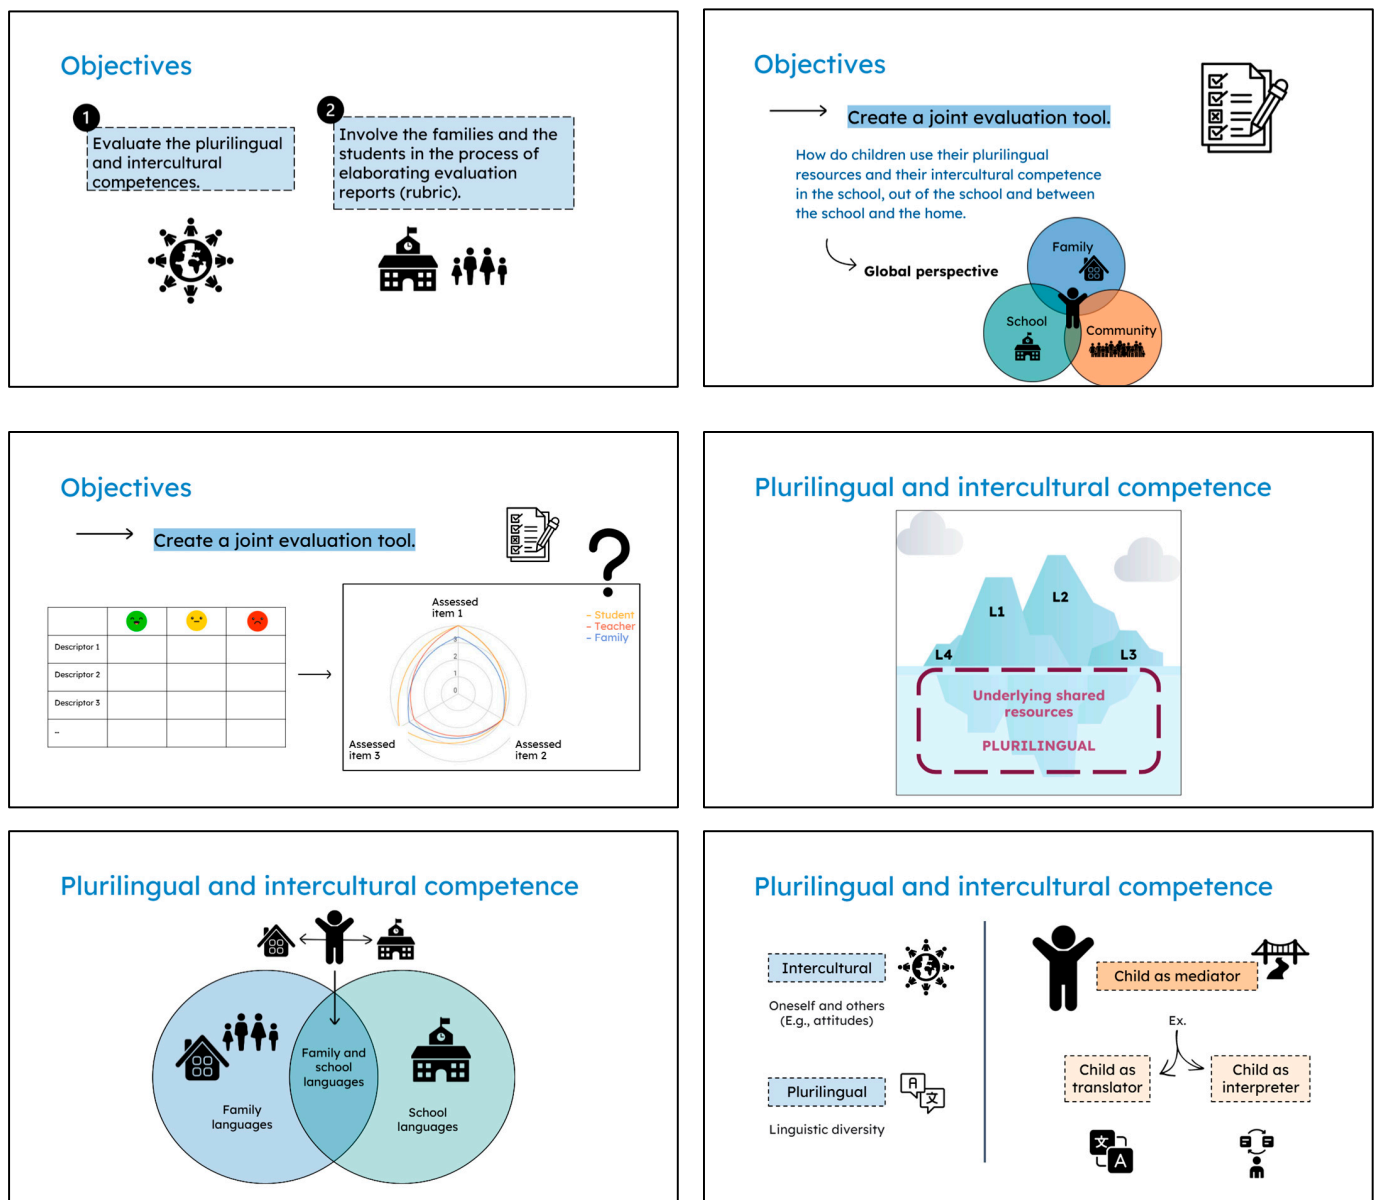 Objectives
1
Evaluate the plurilingual
and intercultural
competences.
2
Involve the families and the
students in the process of
elaborating evaluation
reports (rubric).
Objectives
Create a joint evaluation tool.
How do children use their plurilingual
resources and their intercultural competence
in the school, out of the school and between
the school and the home.
Global perspective
Family
School
Community
Objectives
Create a joint evaluation tool.
?
Descriptor 1
Descriptor 2
Descriptor 3
...
Assessed
item 1
– Student
– Teacher
– Family
3
2
1
0
Assessed
item 3
Assessed
item 2
Plurilingual and intercultural competence
L1
L2
L4
L3
Underlying shared
resources
PLURILINGUAL
Plurilingual and intercultural competence
Family and
school
languages
Family
languages
School
languages
Plurilingual and intercultural competence
Intercultural
Oneself and others
(E.g., attitudes)
Plurilingual
A
文
Linguistic diversity
Child as mediator
Ex.
Child as
translator
Child as
interpreter
文
A